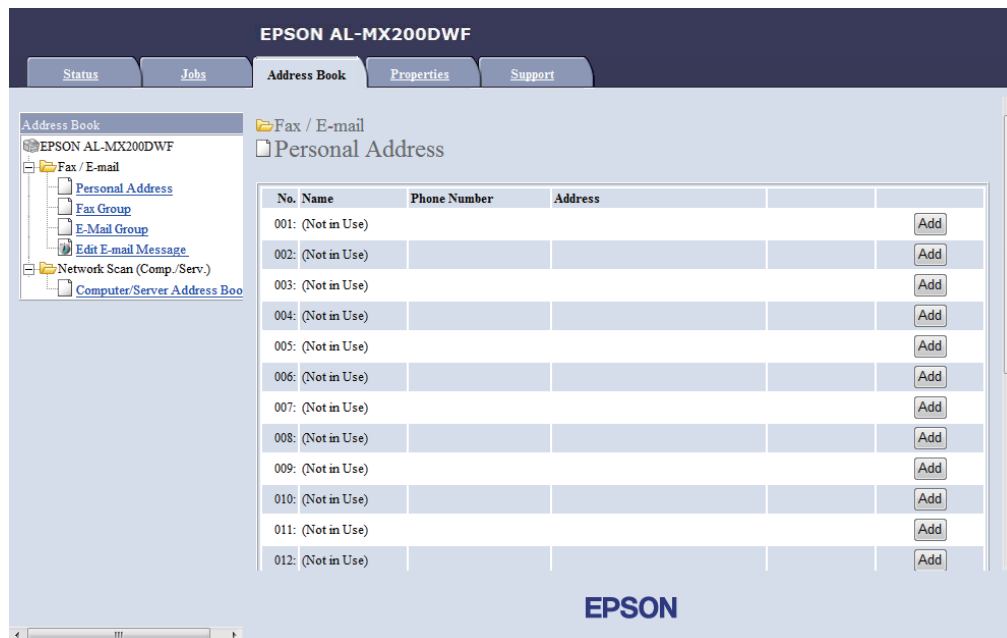 EPSON AL-MX200DWF
Status Jobs Address Book Properties Support
Address Book
EPSON AL-MX200DWF
Fax / E-mail
Personal Address
Fax Group
E-Mail Group
Edit E-mail Message
Network Scan (Comp./Serv.)
Computer/Server Address Boo
Fax / E-mail
Personal Address
No. Name Phone Number Address
001: (Not in Use) Add
002: (Not in Use) Add
003: (Not in Use) Add
004: (Not in Use) Add
005: (Not in Use) Add
006: (Not in Use) Add
007: (Not in Use) Add
008: (Not in Use) Add
009: (Not in Use) Add
010: (Not in Use) Add
011: (Not in Use) Add
012: (Not in Use) Add
EPSON